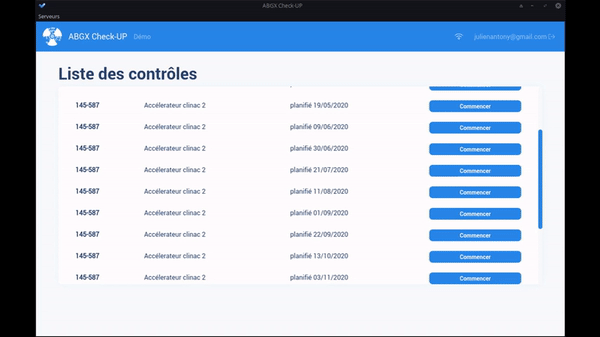 ABGX Check-UP
Serveurs
ABGX Check-UP Démo julienantony@gmail.com
Liste des contrôles
145-587 Accélerateur clinac 2 planifié 19/05/2020 Commencer
145-587 Accélerateur clinac 2 planifié 09/06/2020 Commencer
145-587 Accélerateur clinac 2 planifié 30/06/2020 Commencer
145-587 Accélerateur clinac 2 planifié 21/07/2020 Commencer
145-587 Accélerateur clinac 2 planifié 11/08/2020 Commencer
145-587 Accélerateur clinac 2 planifié 01/09/2020 Commencer
145-587 Accélerateur clinac 2 planifié 22/09/2020 Commencer
145-587 Accélerateur clinac 2 planifié 13/10/2020 Commencer
145-587 Accélerateur clinac 2 planifié 03/11/2020 Commencer